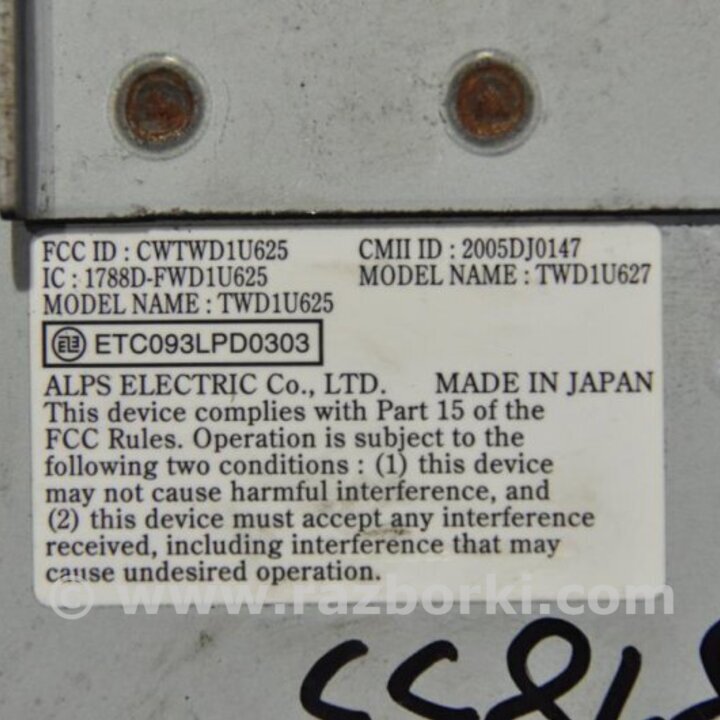 FCC ID : CWTWD1U625 CMII ID : 2005DJ0147
IC : 1788D-FWD1U625 MODEL NAME : TWD1U627
MODEL NAME : TWD1U625
ETC093LPD0303
ALPS ELECTRIC Co., LTD. MADE IN JAPAN
This device complies with Part 15 of the
FCC Rules. Operation is subject to the
following two conditions : (1) this device
may not cause harmful interference, and
(2) this device must accept any interference
received, including interference that may
cause undesired operation.
© www.razborki.com